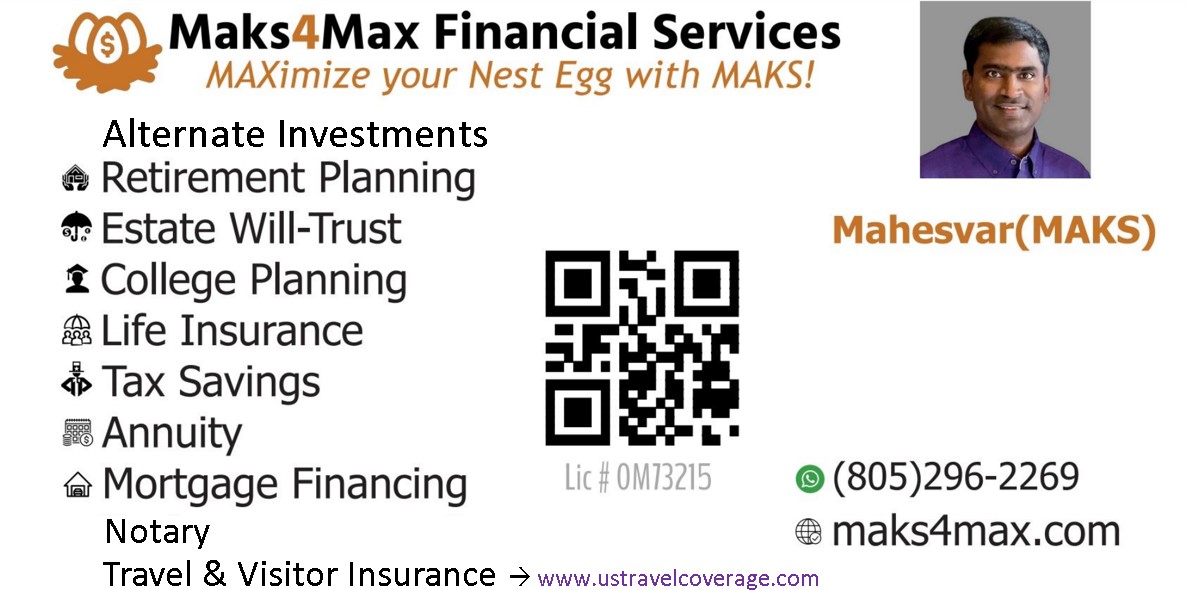 Maks4Max Financial Services
MAXimize your Nest Egg with MAKS!
Alternate Investments
Retirement Planning
Estate Will-Trust
College Planning
Life Insurance
Tax Savings
Annuity
Mortgage Financing
Notary
Travel & Visitor Insurance → www.ustravelcoverage.com
Lic # 0M73215
Mahesvar(MAKS)
(805)296-2269
maks4max.com